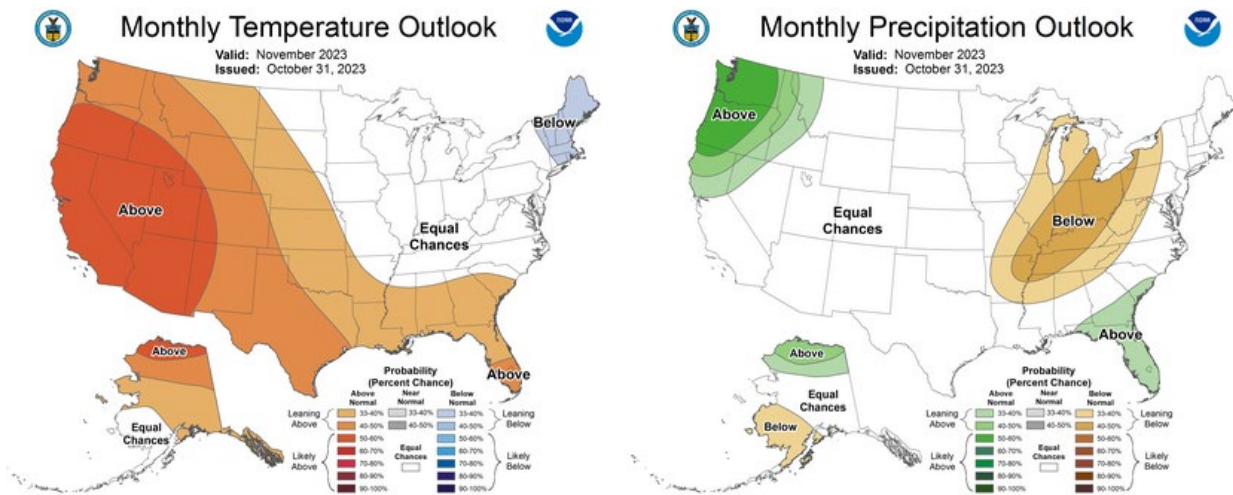 Monthly Temperature Outlook
Valid: November 2023
Issued: October 31, 2023
Above
Below
Equal
Chances
Above
Above
Equal
Chances
Probability
(Percent Chance)
Above
Normal
Near
Normal
Below
Normal
Leaning
Above
33-40%
33-40%
33-40%
Leaning
Below
40-50%
40-50%
40-50%
Likely
Above
50-60%
50-60%
Likely
Below
60-70%
60-70%
70-80%
Equal
Chances
70-80%
80-90%
80-90%
90-100%
90-100%
noaa
Monthly Precipitation Outlook
Valid: November 2023
Issued: October 31, 2023
Above
Equal
Chances
Below
Above
Above
Equal
Chances
Below
Probability
(Percent Chance)
Above
Normal
Near
Normal
Below
Normal
Leaning
Above
33-40%
33-40%
33-40%
Leaning
Below
40-50%
40-50%
40-50%
Likely
Above
50-60%
50-60%
Likely
Below
60-70%
60-70%
70-80%
Equal
Chances
70-80%
80-90%
80-90%
90-100%
90-100%
noaa